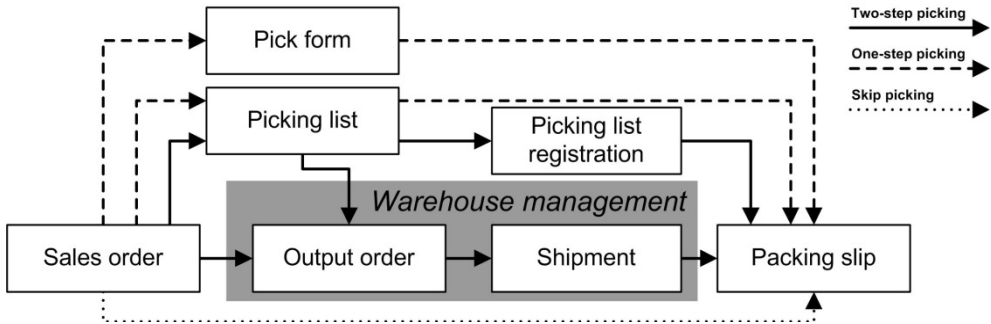 Two-step picking
Pick form
One-step picking
Skip picking
Picking list
Picking list
registration
Warehouse management
Sales order
Output order
Shipment
Packing slip